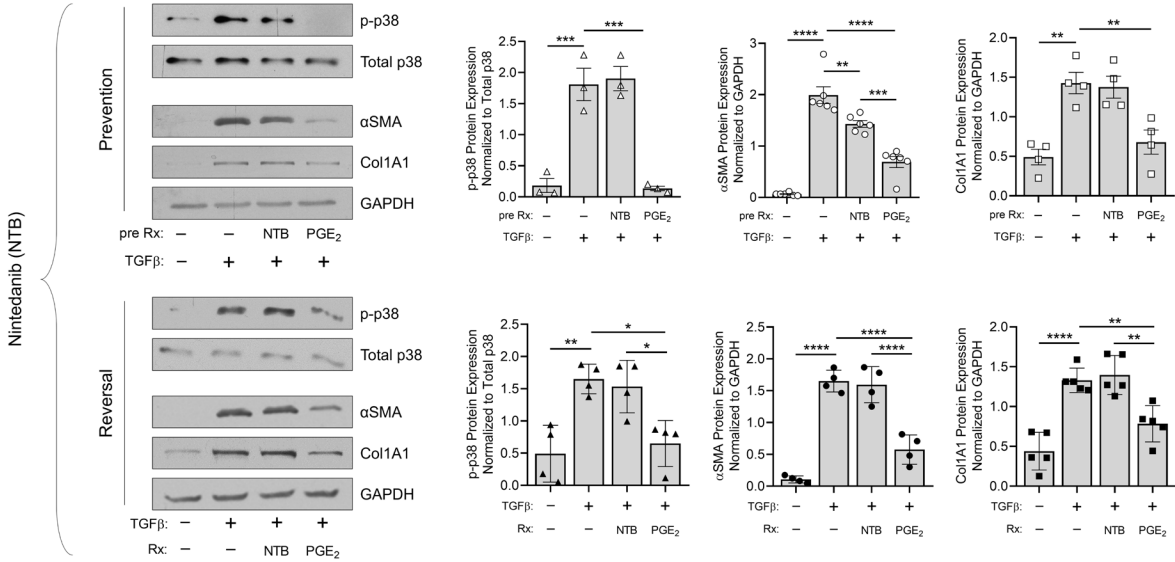 Nintedanib (NTB)
Prevention
p-p38
Total p38
αSMA
Col1A1
GAPDH
pre Rx: – – NTB PGE₂
TGFβ: – + + +
Reversal
p-p38
Total p38
αSMA
Col1A1
GAPDH
TGFβ: – + + +
Rx: – – NTB PGE₂
p-p38 Protein Expression
Normalized to Total p38
2.5
2.0
1.5
1.0
0.5
0.0
*** ***
pre Rx: – – NTB PGE₂
TGFβ: – + + +
αSMA Protein Expression
Normalized to GAPDH
3
2
1
0
****
****
**
***
pre Rx: – – NTB PGE₂
TGFβ: – + + +
Col1A1 Protein Expression
Normalized to GAPDH
2.0
1.5
1.0
0.5
0.0
** **
pre Rx: – – NTB PGE₂
TGFβ: – + + +
p-p38 Protein Expression
Normalized to Total p38
2.5
2.0
1.5
1.0
0.5
0.0
*
** *
TGFβ: – + + +
Rx: – – NTB PGE₂
αSMA Protein Expression
Normalized to GAPDH
2.5
2.0
1.5
1.0
0.5
0.0
****
**** ****
TGFβ: – + + +
Rx: – – NTB PGE₂
Col1A1 Protein Expression
Normalized to GAPDH
2.0
1.5
1.0
0.5
0.0
**
**** **
TGFβ: – + + +
Rx: – – NTB PGE₂